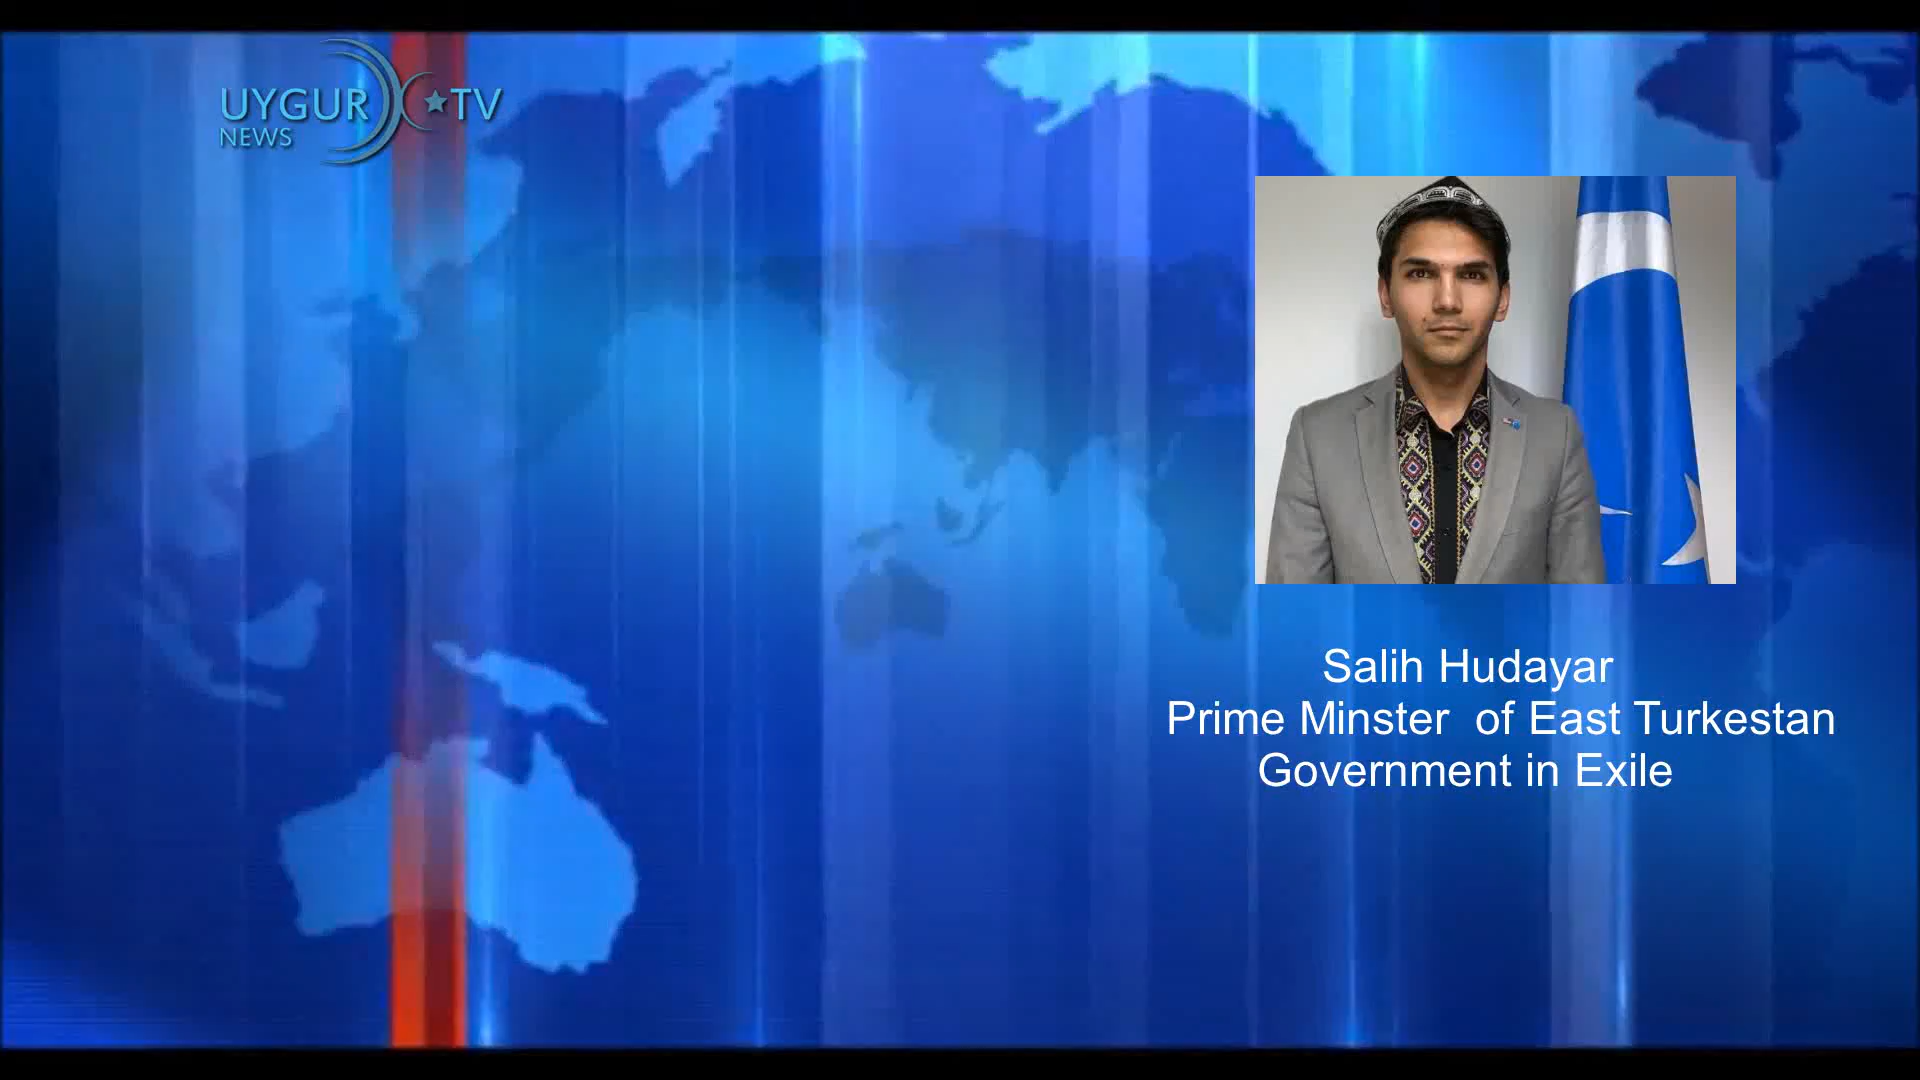 UYGUR TV
NEWS
Salih Hudayar
Prime Minster of East Turkestan
Government in Exile